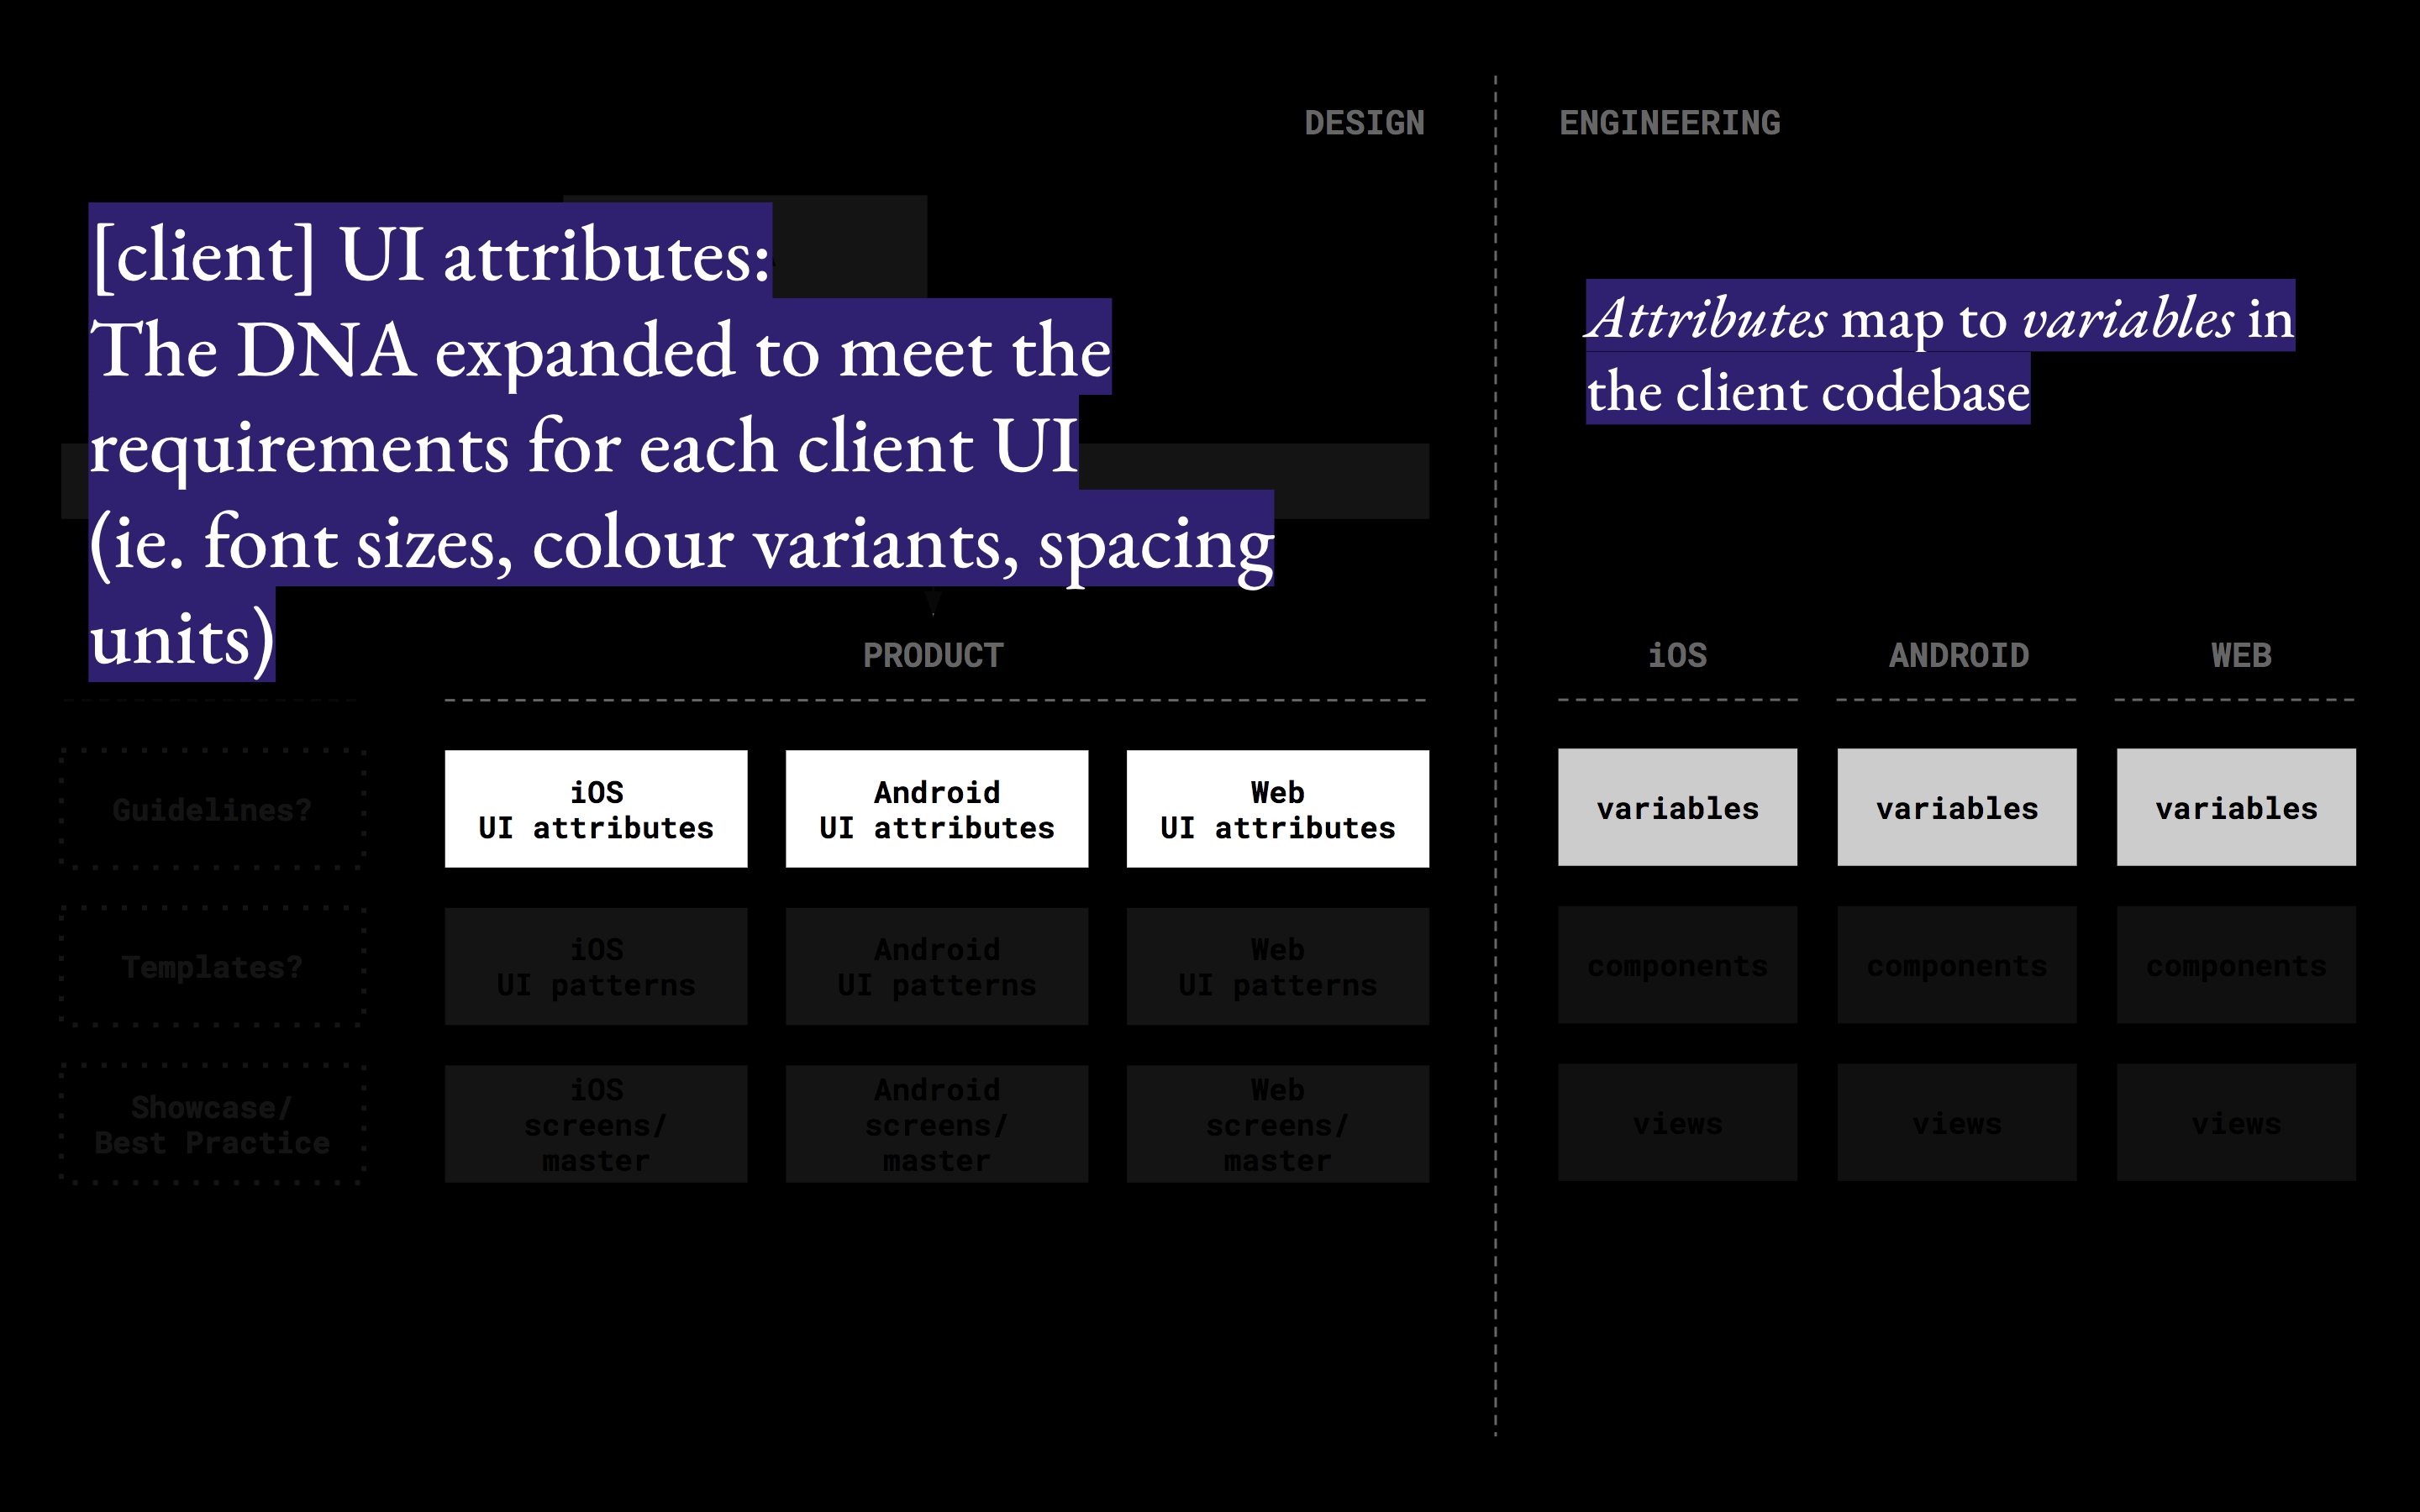 DESIGN
ENGINEERING
[client] UI attributes:
The DNA expanded to meet the
requirements for each client UI
(ie. font sizes, colour variants, spacing
units)
Attributes map to variables in
the client codebase
PRODUCT
iOS
ANDROID
WEB
Guidelines?
iOS
UI attributes
Android
UI attributes
Web
UI attributes
variables
variables
variables
Templates?
iOS
UI patterns
Android
UI patterns
Web
UI patterns
components
components
components
Showcase/
Best Practice
iOS
screens/
master
Android
screens/
master
Web
screens/
master
views
views
views